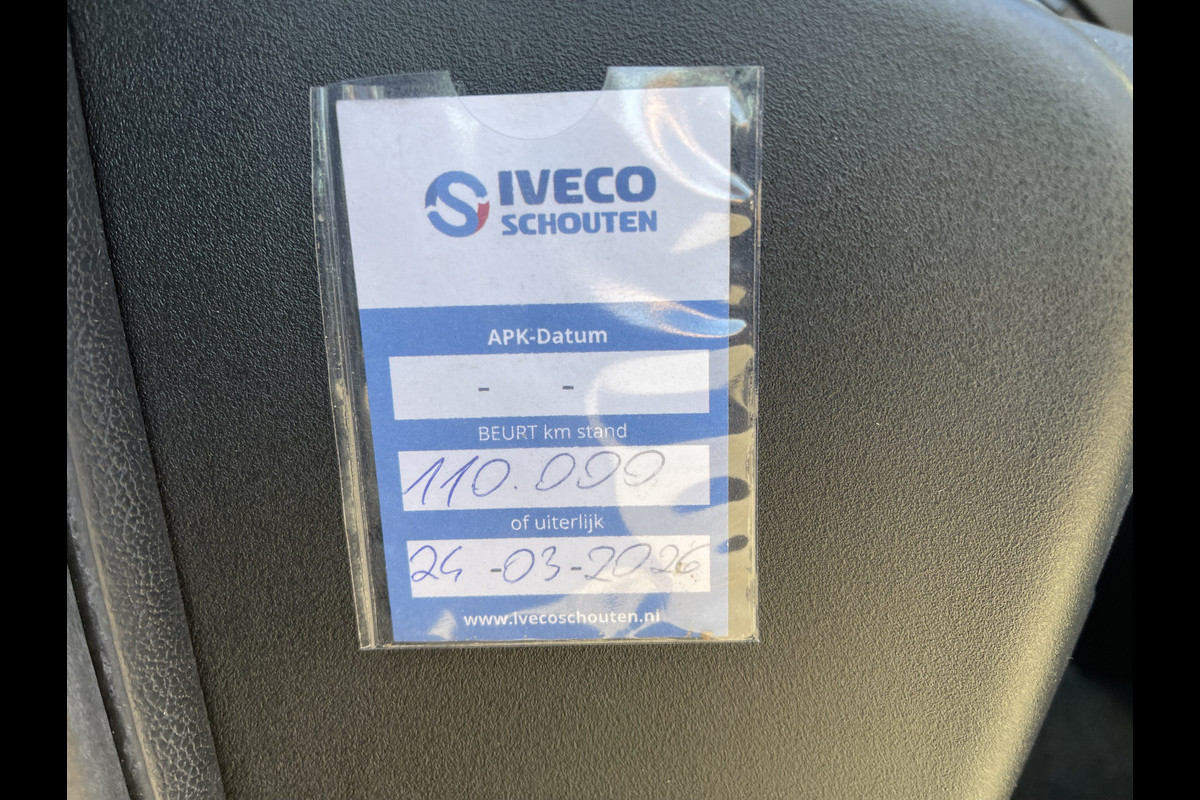 IVECO
SCHOUTEN
APK-Datum
- -
BEURT km stand
110.000
of uiterlijk
24 -03-2026
www.ivecoschouten.nl